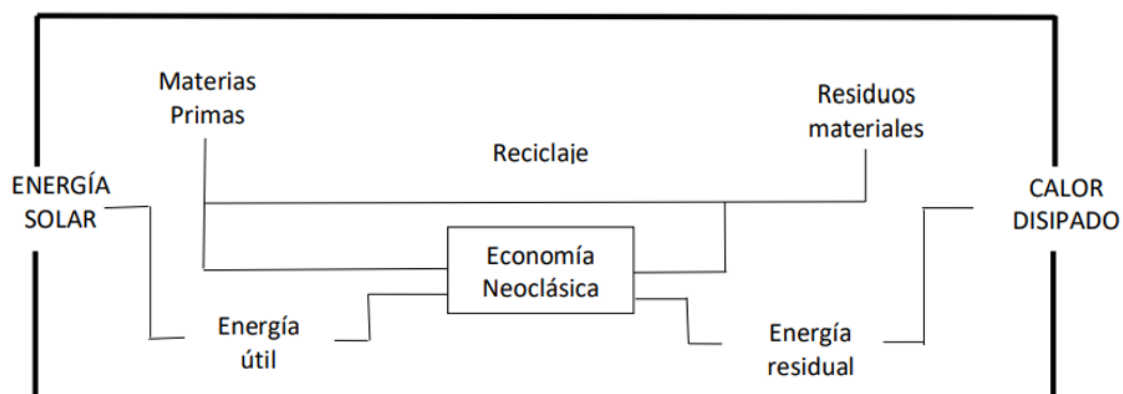 Materias
Primas
Residuos
materiales
Reciclaje
ENERGÍA
SOLAR
CALOR
DISIPADO
Economía
Neoclásica
Energía
útil
Energía
residual